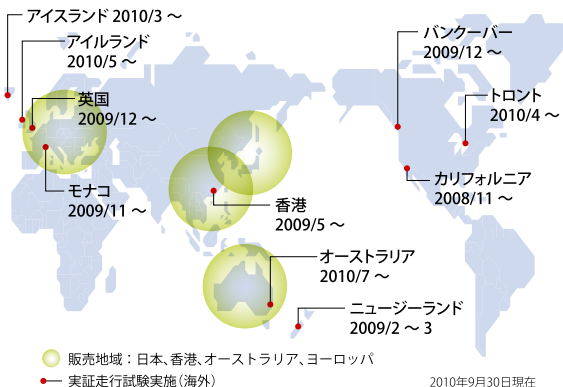 アイスランド 2010/3 ～
アイルランド
2010/5 ～
英国
2009/12 ～
モナコ
2009/11 ～
香港
2009/5 ～
バンクーバー
2009/12 ～
トロント
2010/4 ～
カリフォルニア
2008/11 ～
オーストラリア
2010/7 ～
ニュージーランド
2009/2 ～ 3
販売地域：日本、香港、オーストラリア、ヨーロッパ
実証走行試験実施（海外）
2010年9月30日現在